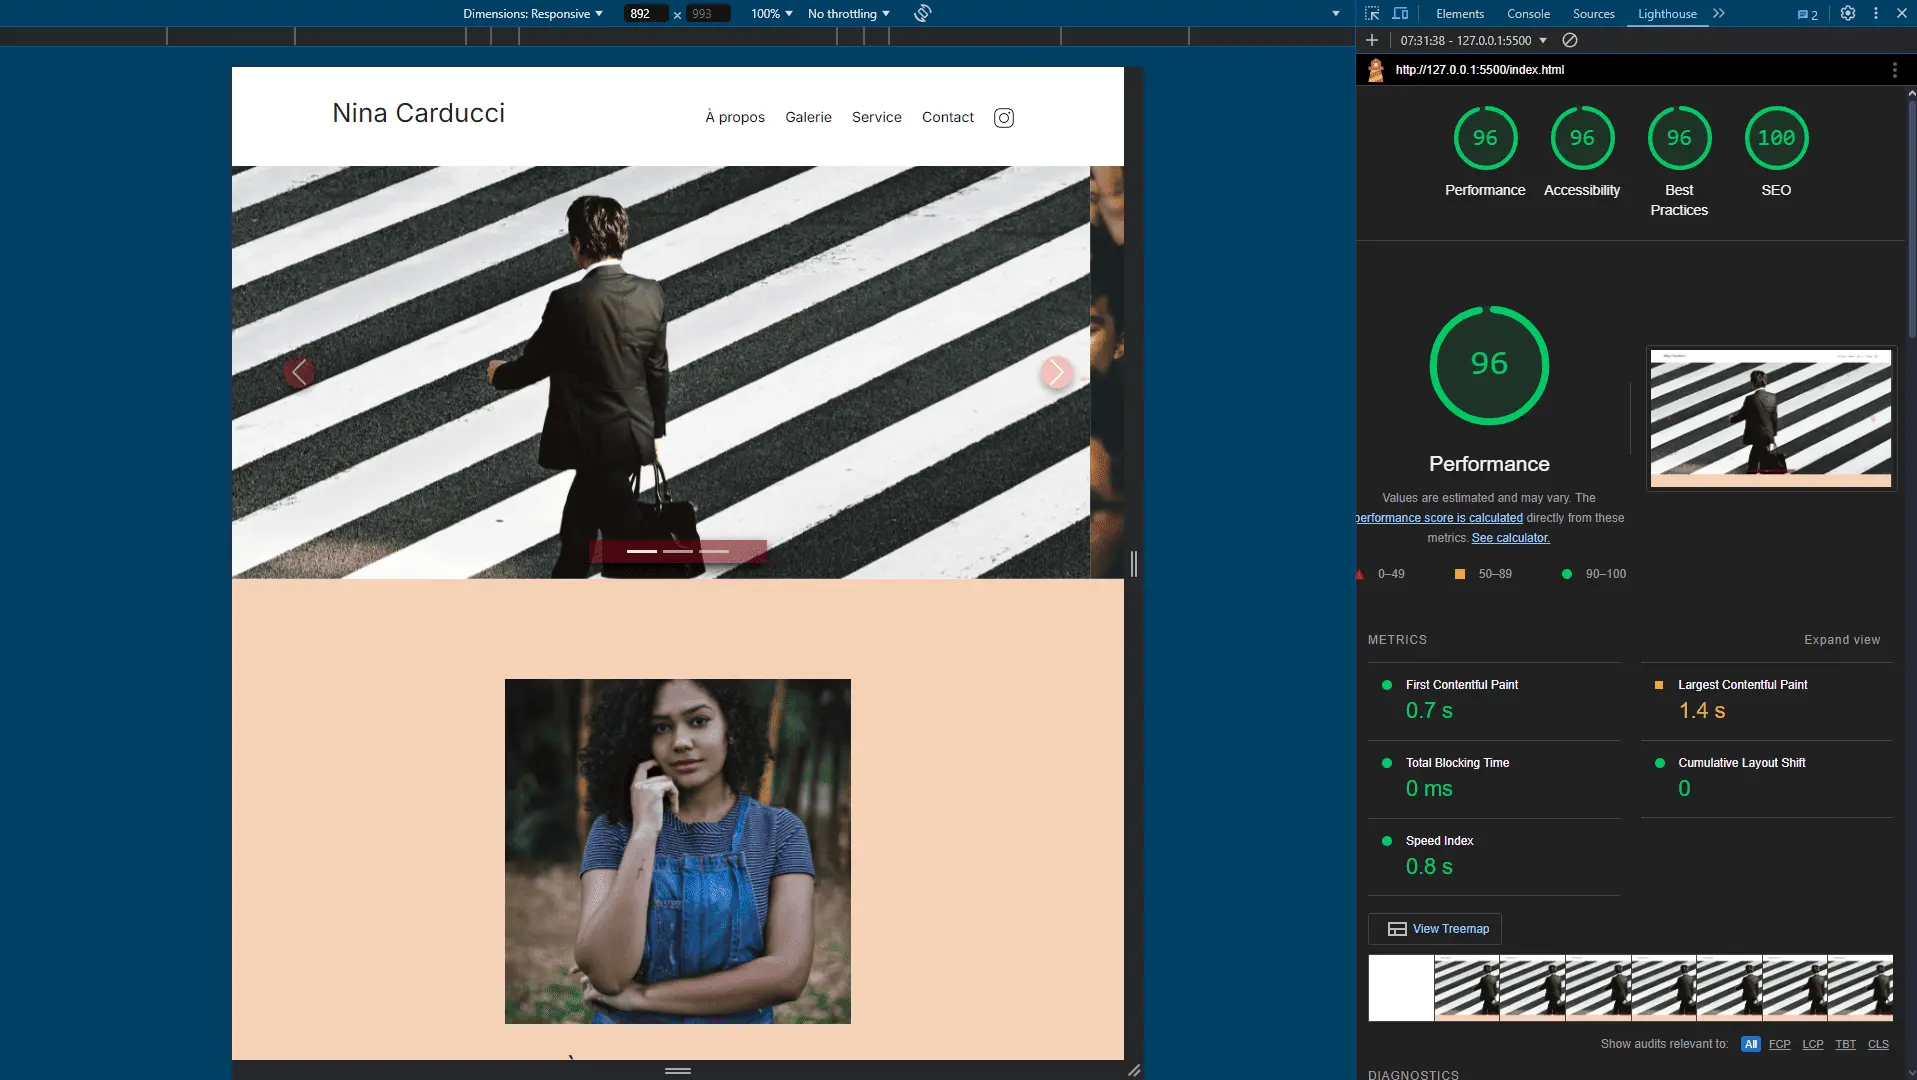 Dimensions: Responsive 892 x 993 100% No throttling
Elements Console Sources Lighthouse 2
07:31:38 - 127.0.0.1:5500
http://127.0.0.1:5500/index.html
Nina Carducci
À propos Galerie Service Contact
96 96 96 100
Performance Accessibility Best Practices SEO
96
Performance
Values are estimated and may vary. The
performance score is calculated directly from these
metrics. See calculator.
0–49 50–89 90–100
METRICS Expand view
First Contentful Paint
0.7 s
Largest Contentful Paint
1.4 s
Total Blocking Time
0 ms
Cumulative Layout Shift
0
Speed Index
0.8 s
View Treemap
Show audits relevant to: All FCP LCP TBT CLS
DIAGNOSTICS